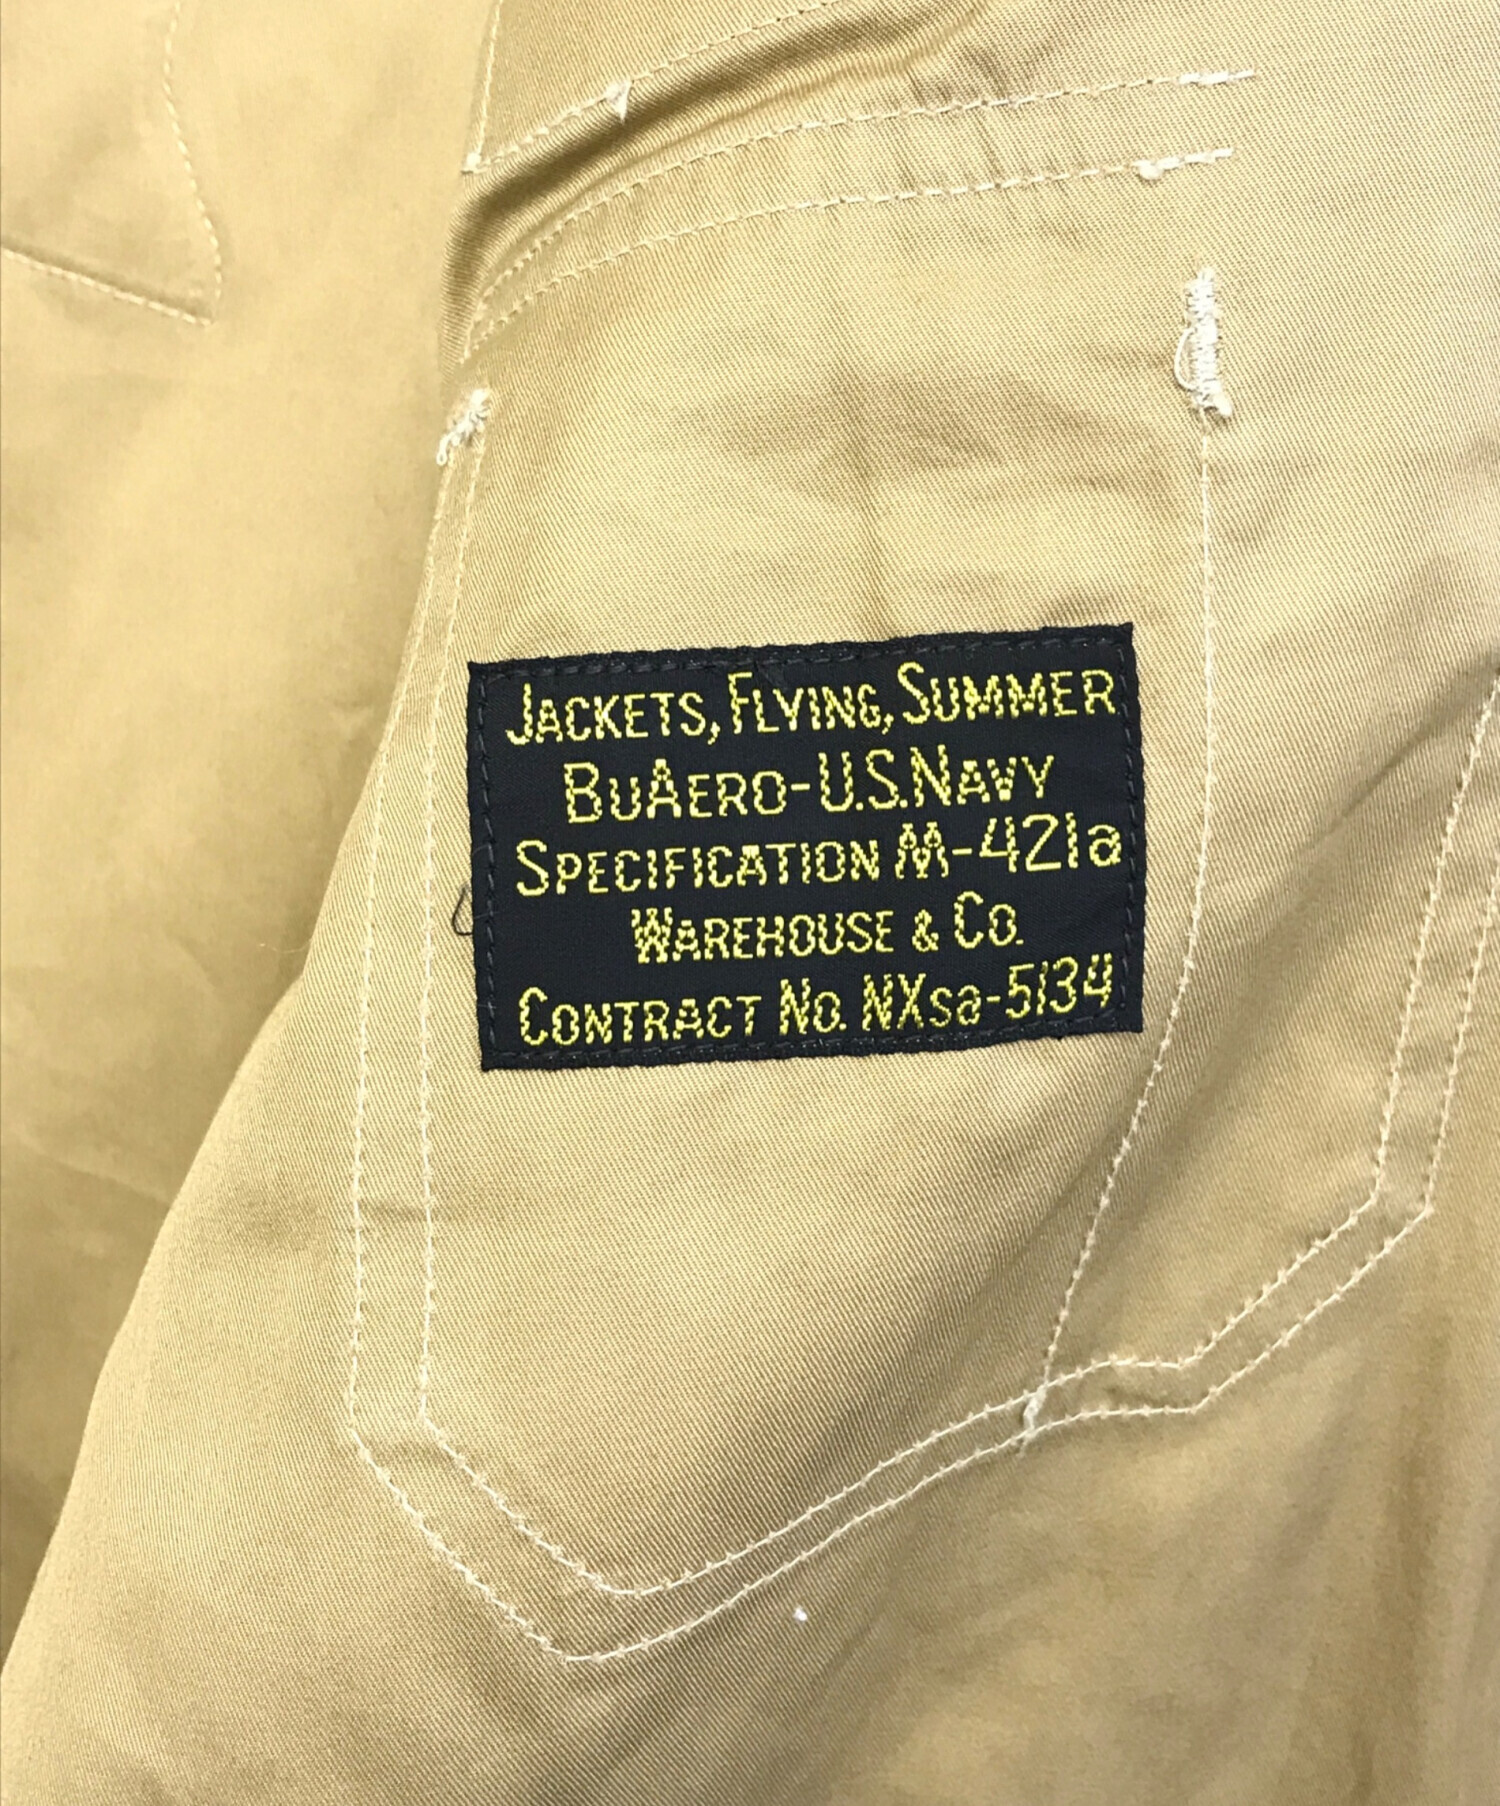 JACKETS, FLYING, SUMMER
BUAERO-U.S.NAVY
SPECIFICATION M-421a
WAREHOUSE & CO.
CONTRACT NO. NXsa-5134